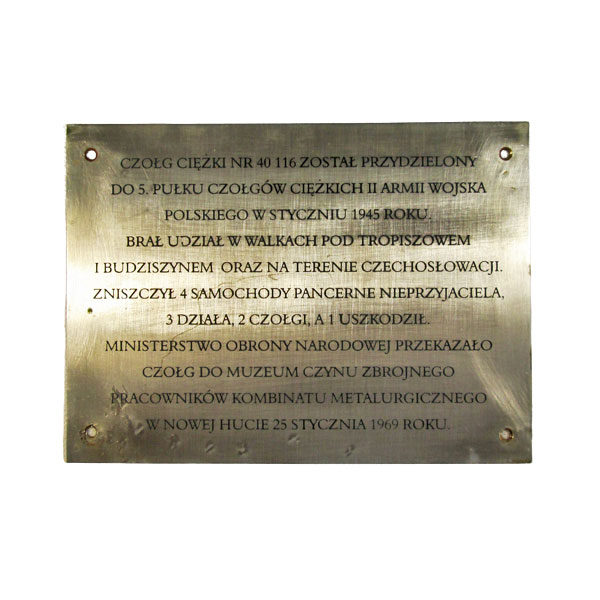 CZOŁG CIĘŻKI NR 40 116 ZOSTAŁ PRZYDZIELONY
DO 5. PUŁKU CZOŁGÓW CIĘŻKICH II ARMII WOJSKA
POLSKIEGO W STYCZNIU 1945 ROKU.
BRAŁ UDZIAŁ W WALKACH POD TROPISZOWEM
I BUDZISZYNEM ORAZ NA TERENIE CZECHOSŁOWACJI.
ZNISZCZYŁ 4 SAMOCHODY PANCERNE NIEPRZYJACIELA,
3 DZIAŁA, 2 CZOŁGI, A 1 USZKODZIŁ.
MINISTERSTWO OBRONY NARODOWEJ PRZEKAZAŁO
CZOŁG DO MUZEUM CZYNU ZBROJNEGO
PRACOWNIKÓW KOMBINATU METALURGICZNEGO
W NOWEJ HUCIE 25 STYCZNIA 1969 ROKU.